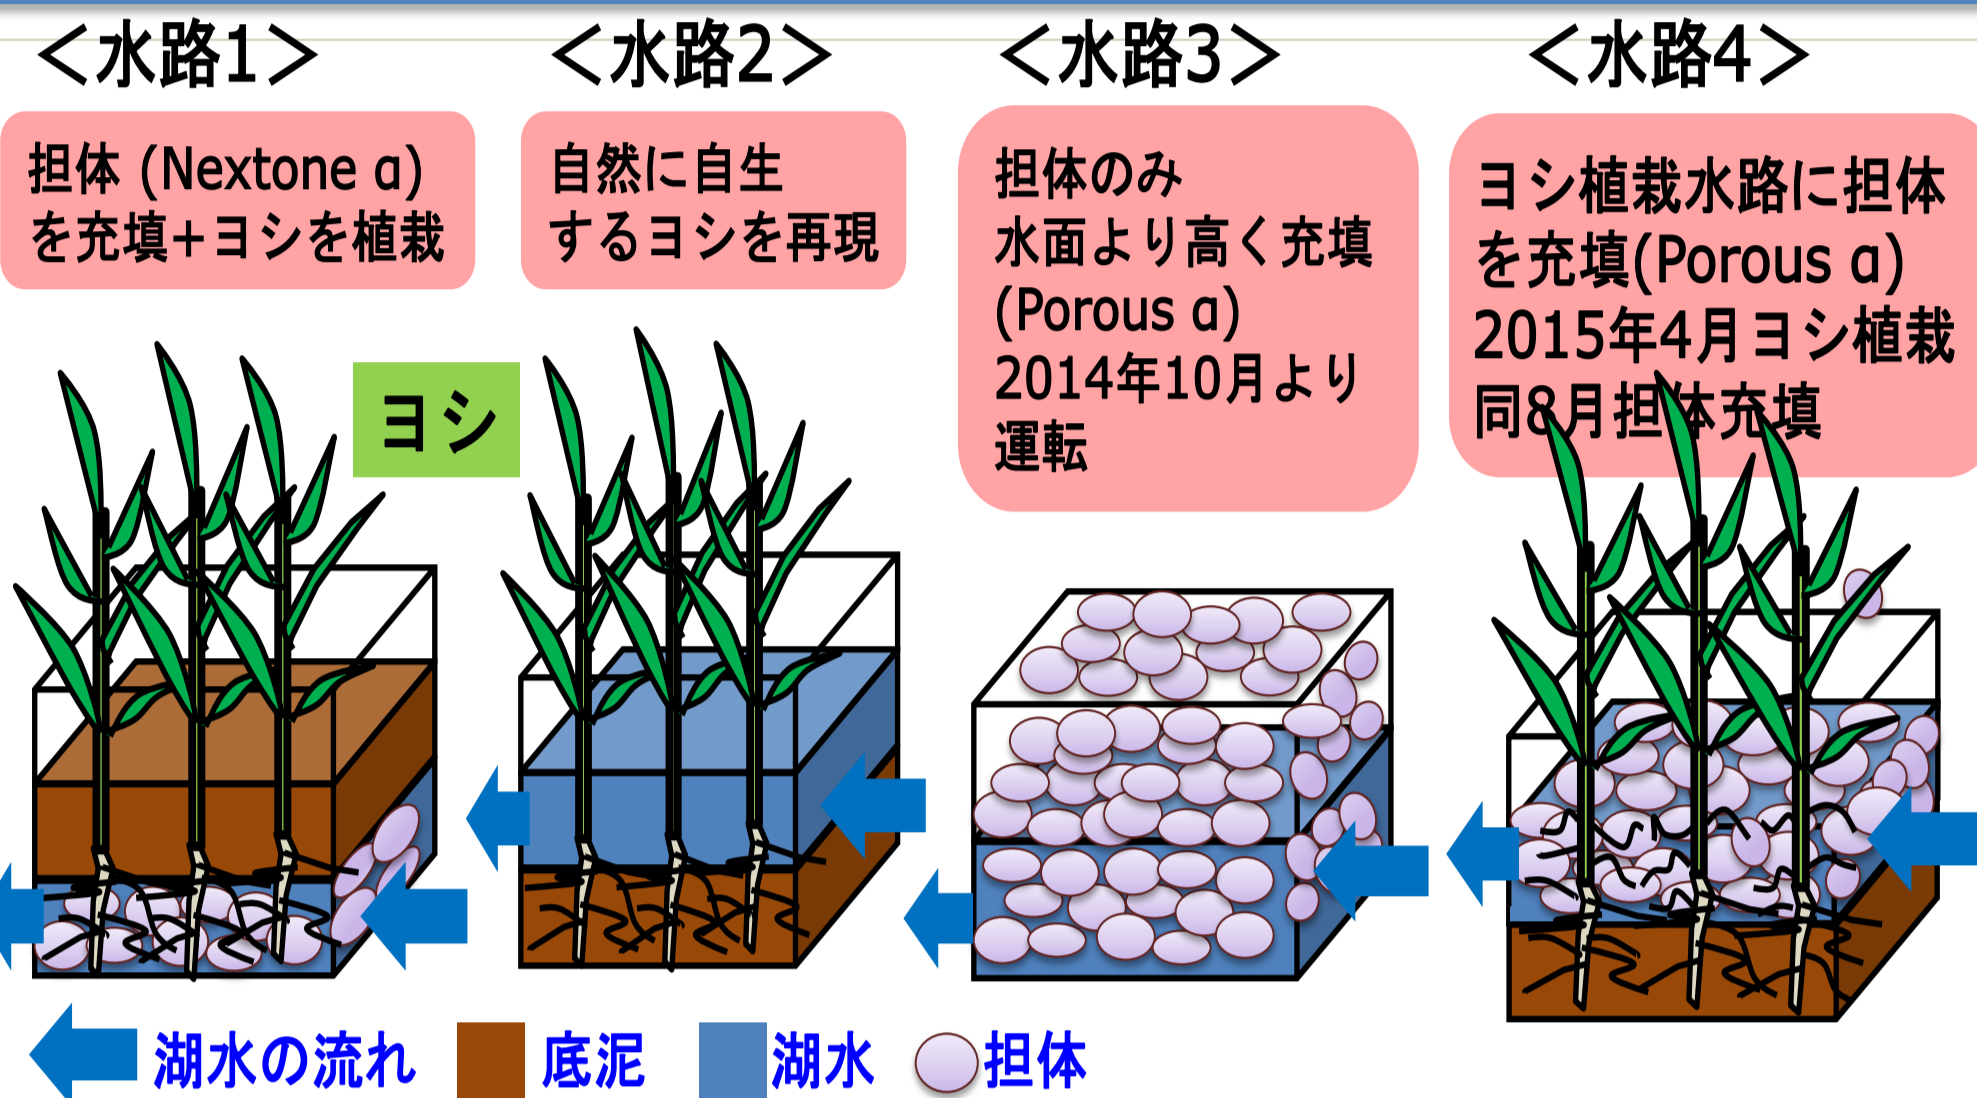 ＜水路1＞
担体 (Nextone α)
を充填+ヨシを植栽
＜水路2＞
自然に自生
するヨシを再現
＜水路3＞
担体のみ
水面より高く充填
(Porous α)
2014年10月より
運転
＜水路4＞
ヨシ植栽水路に担体
を充填(Porous α)
2015年4月ヨシ植栽
同8月担体充填
ヨシ
湖水の流れ
底泥
湖水
担体